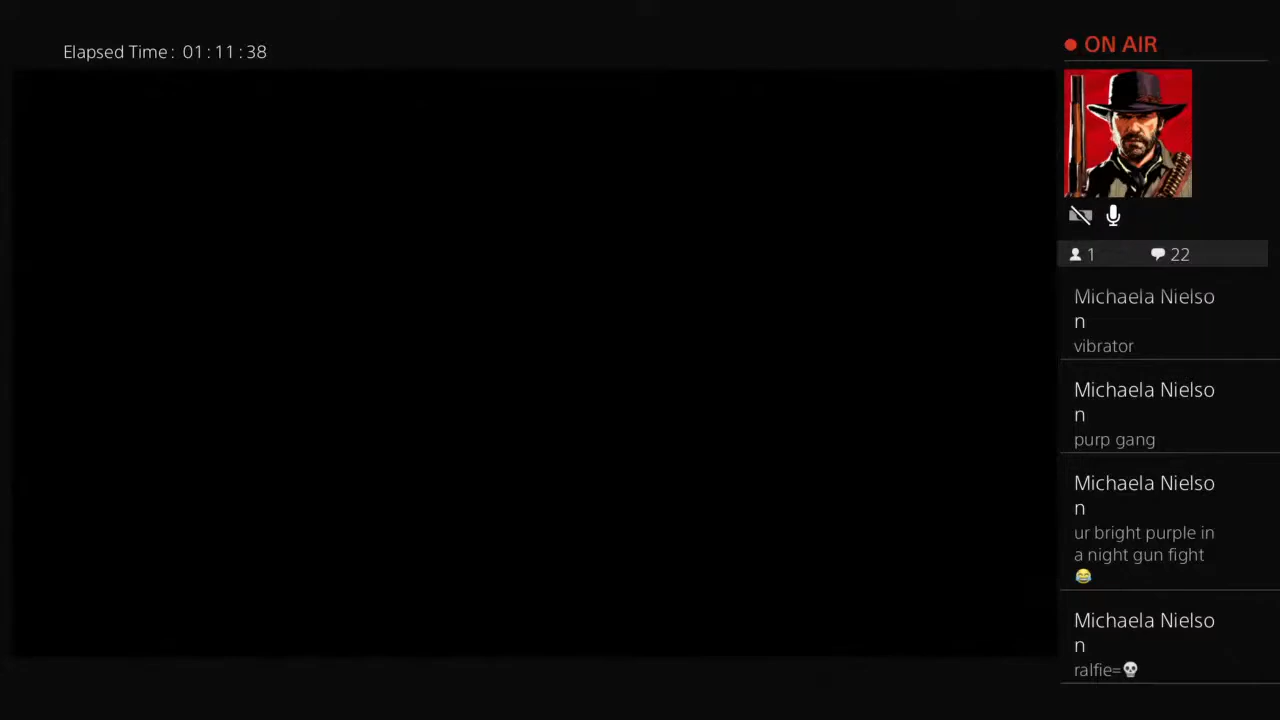 Elapsed Time: 01:11:38
ON AIR
1 22
Michaela Nielso
n
vibrator
Michaela Nielso
n
purp gang
Michaela Nielso
n
ur bright purple in
a night gun fight
😂
Michaela Nielso
n
ralfie=💀